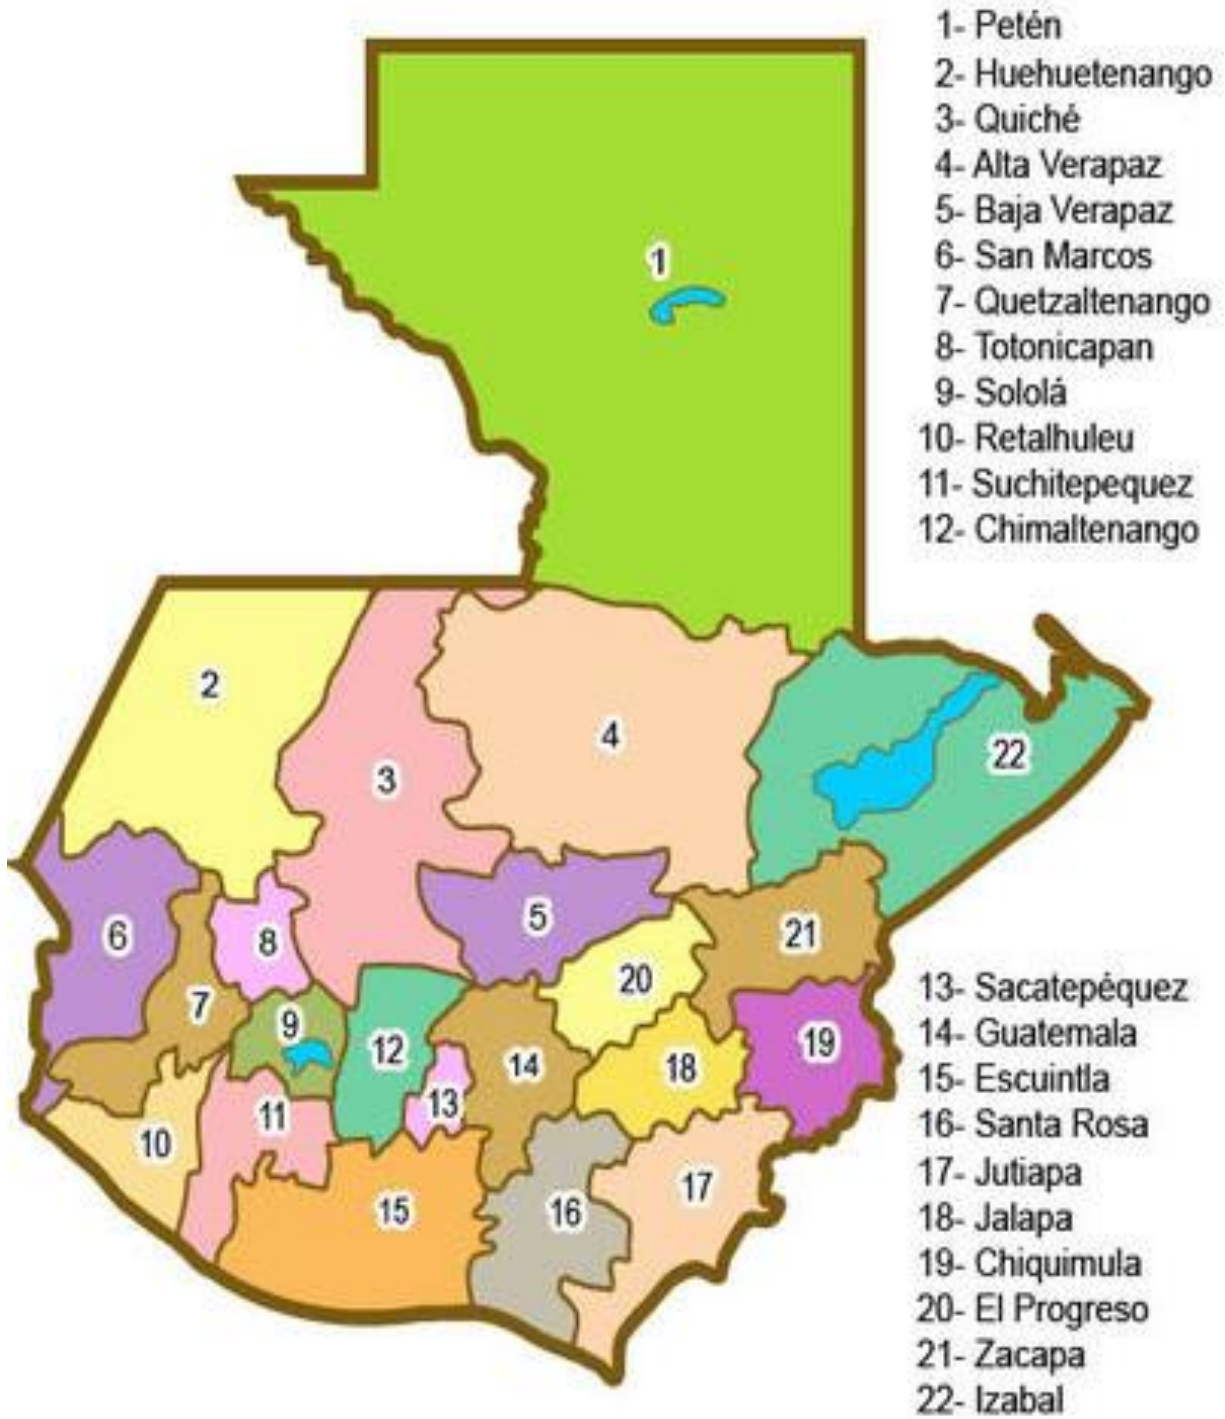 1- Petén
2- Huehuetenango
3- Quiché
4- Alta Verapaz
5- Baja Verapaz
6- San Marcos
7- Quetzaltenango
8- Totonicapan
9- Sololá
10- Retalhuleu
11- Suchitepequez
12- Chimaltenango
1
2
3
4
22
5
6
8
21
20
7
9
12
14
18
19
13
11
10
15
16
17
13- Sacatepéquez
14- Guatemala
15- Escuintla
16- Santa Rosa
17- Jutiapa
18- Jalapa
19- Chiquimula
20- El Progreso
21- Zacapa
22- Izabal